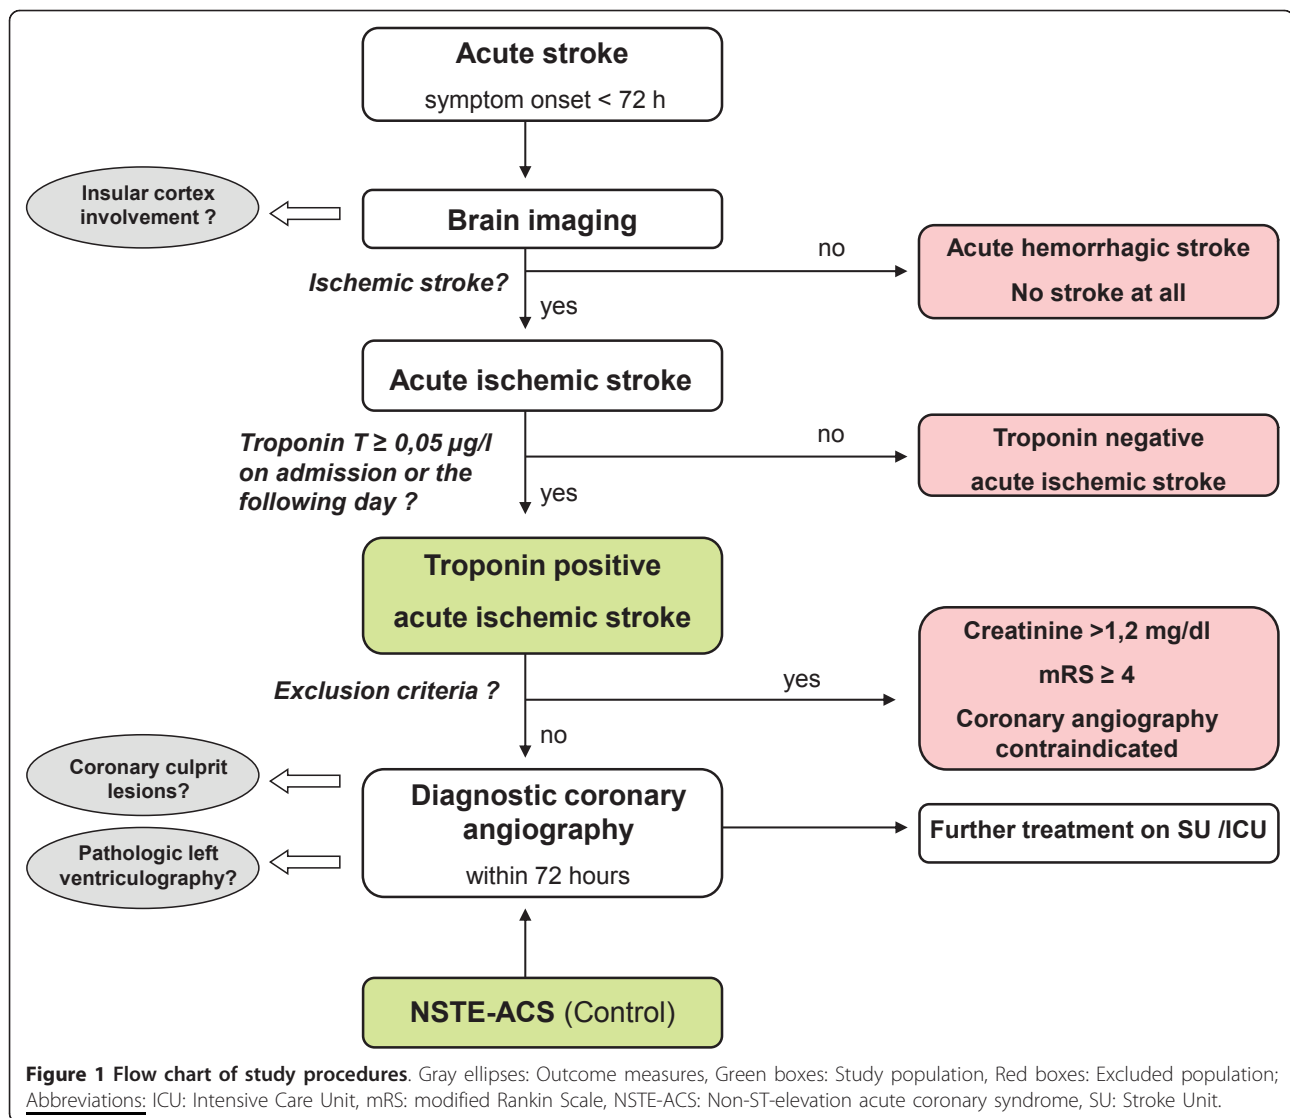 Acute stroke
symptom onset < 72 h
Insular cortex
involvement ?
Brain imaging
Ischemic stroke?
no
yes
Acute hemorrhagic stroke
No stroke at all
Acute ischemic stroke
Troponin T ≥ 0,05 µg/l
on admission or the
following day ?
no
yes
Troponin negative
acute ischemic stroke
Troponin positive
acute ischemic stroke
Exclusion criteria ?
yes
no
Creatinine >1,2 mg/dl
mRS ≥ 4
Coronary angiography
contraindicated
Coronary culprit
lesions?
Diagnostic coronary
angiography
within 72 hours
Further treatment on SU /ICU
Pathologic left
ventriculography?
NSTE-ACS (Control)
Figure 1 Flow chart of study procedures. Gray ellipses: Outcome measures, Green boxes: Study population, Red boxes: Excluded population;
Abbreviations: ICU: Intensive Care Unit, mRS: modified Rankin Scale, NSTE-ACS: Non-ST-elevation acute coronary syndrome, SU: Stroke Unit.